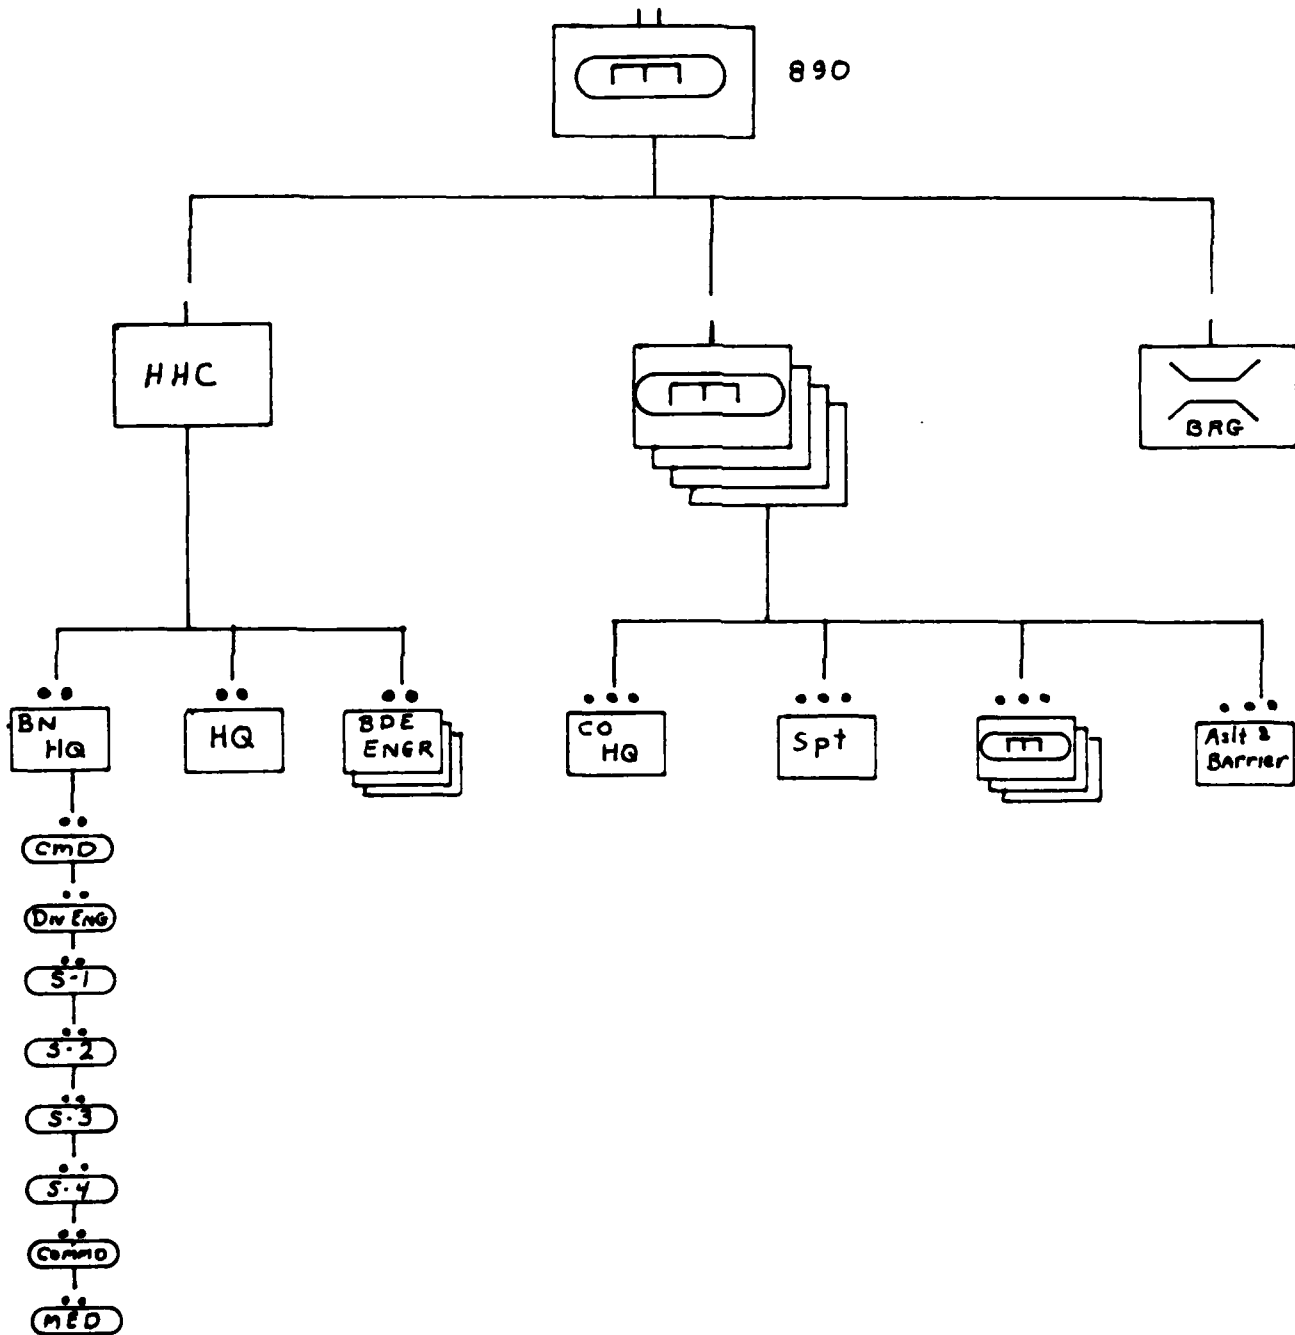 890
HHC
BRG
BN
HQ
HQ
BDE
ENGR
CO
HQ
Spt
Aslt &
BARRIER
CMD
DIV ENG
S-1
S-2
S-3
S-4
COMMO
MED